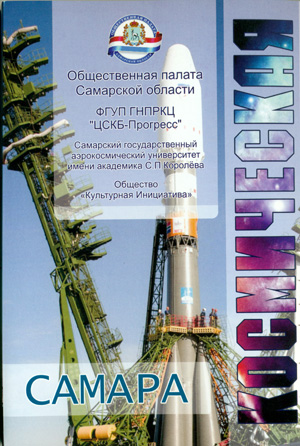 Общественная палата
Самарской области
ФГУП ГНПРКЦ
"ЦСКБ-Прогресс"
Самарский государственный
аэрокосмический университет
имени академика С.П.Королёва
Общество
«Культурная Инициатива»
КОСМИЧЕСКАЯ
САМАРА